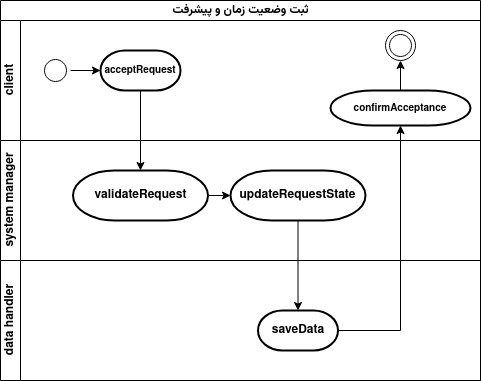 ثبت وضعیت زمان و پیشرفت
client
acceptRequest
confirmAcceptance
system manager
validateRequest
updateRequestState
data handler
saveData